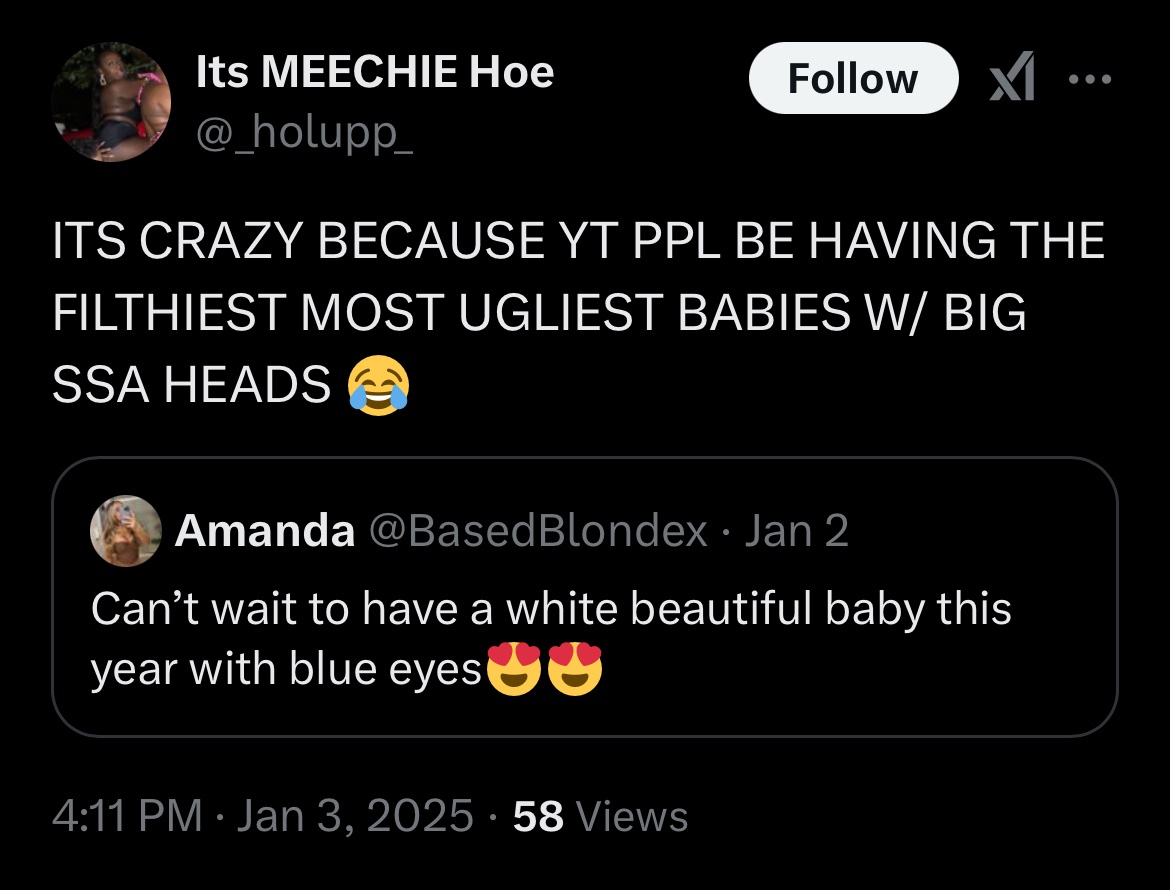 Its MEECHIE Hoe
Follow
@_holupp_
ITS CRAZY BECAUSE YT PPL BE HAVING THE
FILTHIEST MOST UGLIEST BABIES W/ BIG
SSA HEADS 😂
Amanda @BasedBlondex · Jan 2
Can’t wait to have a white beautiful baby this
year with blue eyes😍😍
4:11 PM · Jan 3, 2025 · 58 Views